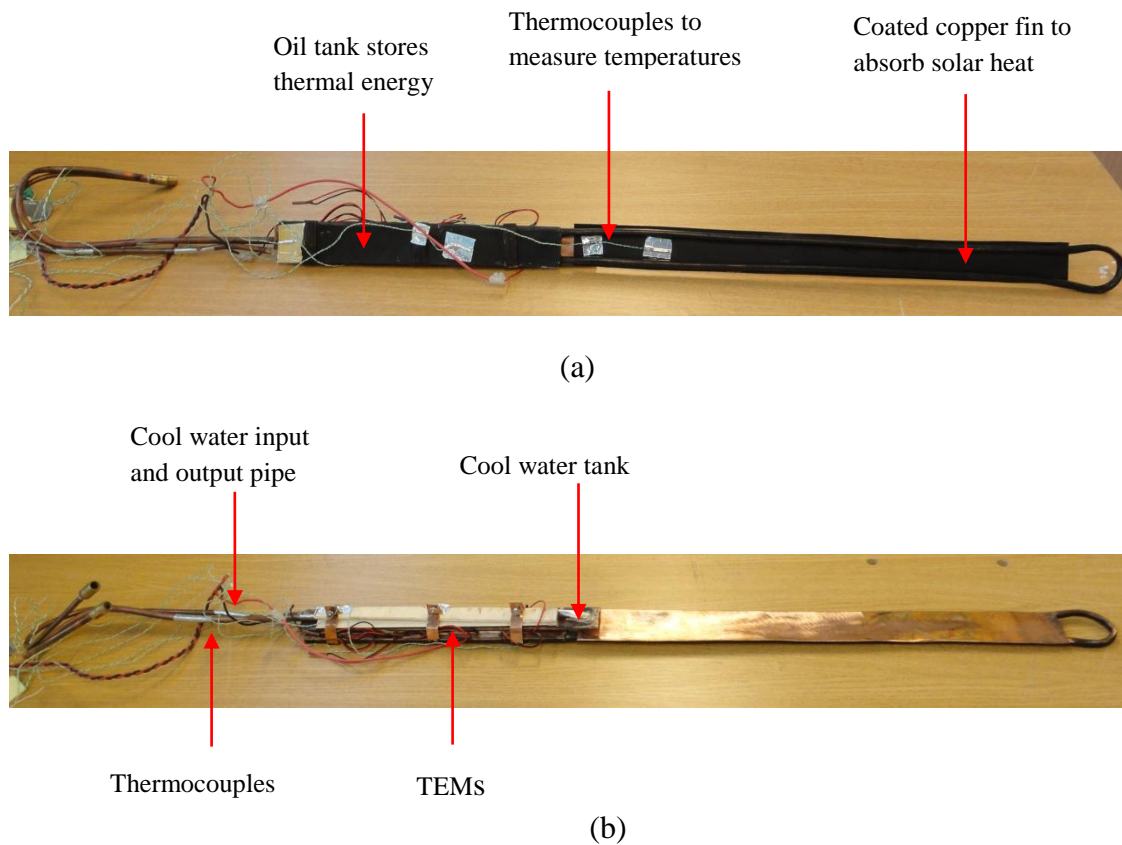 Oil tank stores
thermal energy
Thermocouples to
measure temperatures
Coated copper fin to
absorb solar heat
(a)
Cool water input
and output pipe
Cool water tank
Thermocouples
TEMs
(b)